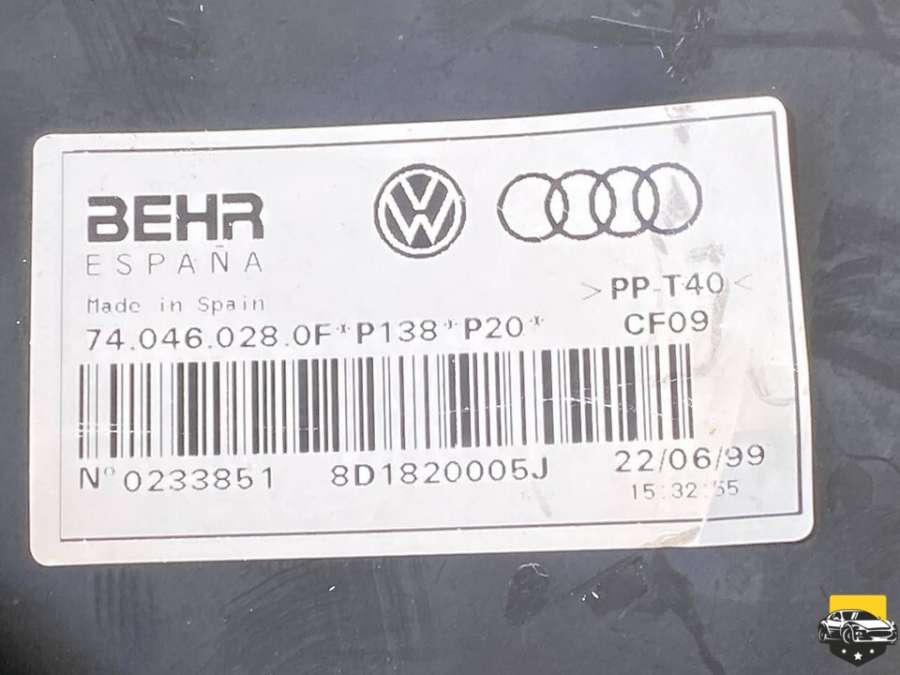 BEHR
ESPAÑA
Made in Spain
>PP-T40<
74.046.028.0F*P138*P20*
CF09
Nº 0233851 8D1820005J 22/06/99
15:32:55